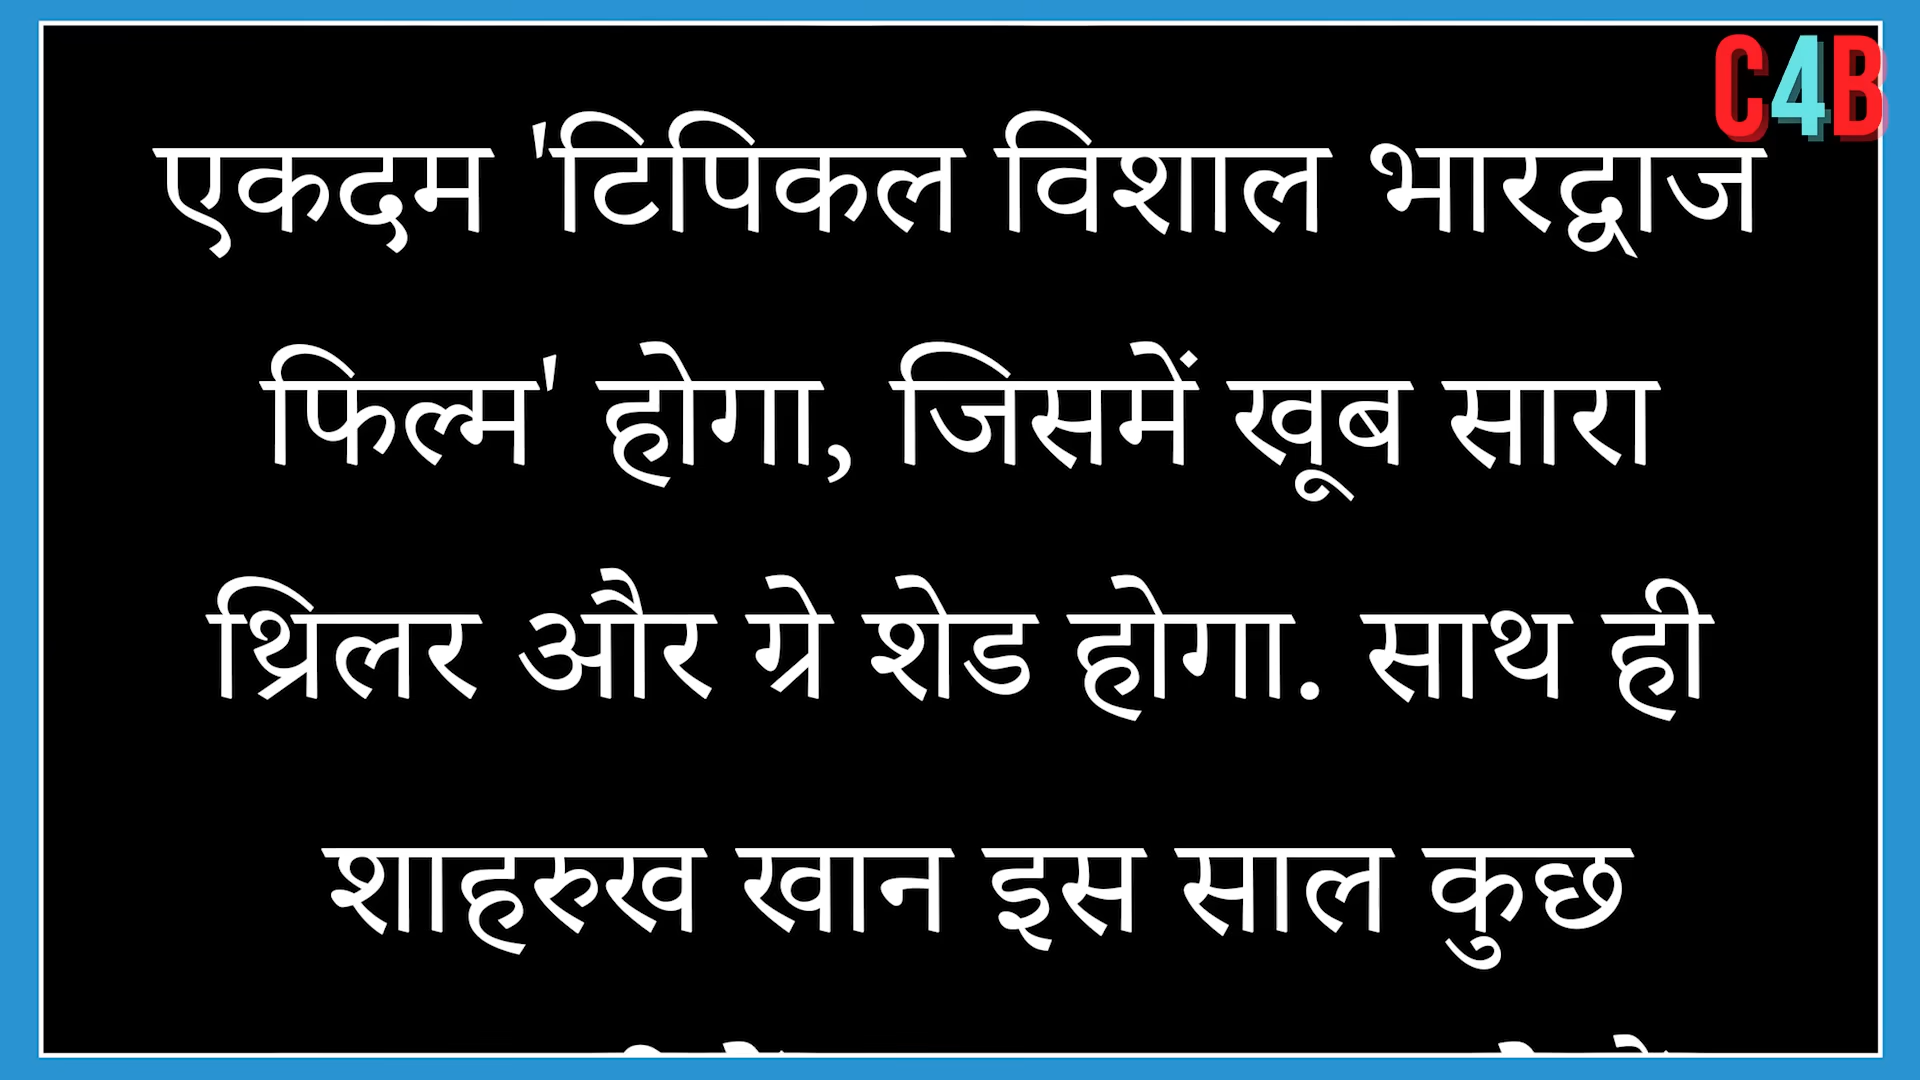 C4B
एकदम 'टिपिकल विशाल भारद्वाज
फिल्म' होगा, जिसमें खूब सारा
थ्रिलर और ग्रे शेड होगा. साथ ही
शाहरुख खान इस साल कुछ